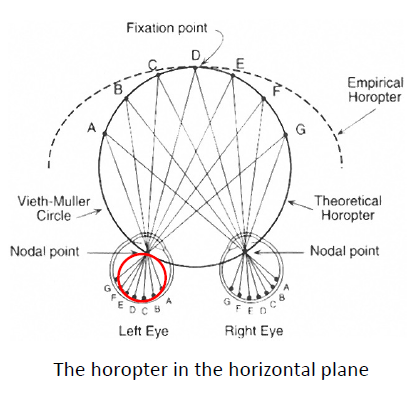 Fixation point
D
C
E
B
F
A
G
Empirical
Horopter
Vieth-Muller
Circle
Theoretical
Horopter
Nodal point
Nodal point
G F E D C B A
G F E D C B A
Left Eye
Right Eye
The horopter in the horizontal plane